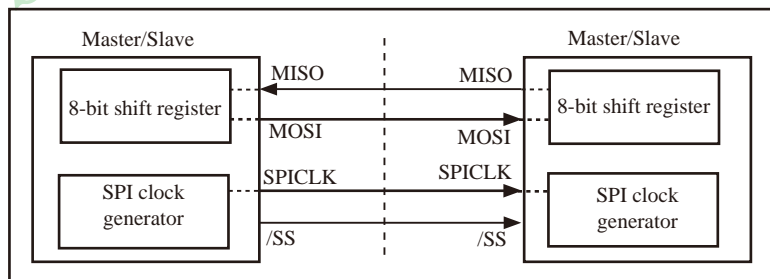 Master/Slave
Master/Slave
MISO
MISO
8-bit shift register
8-bit shift register
MOSI
MOSI
SPICLK
SPICLK
SPI clock
generator
SPI clock
generator
/SS
/SS